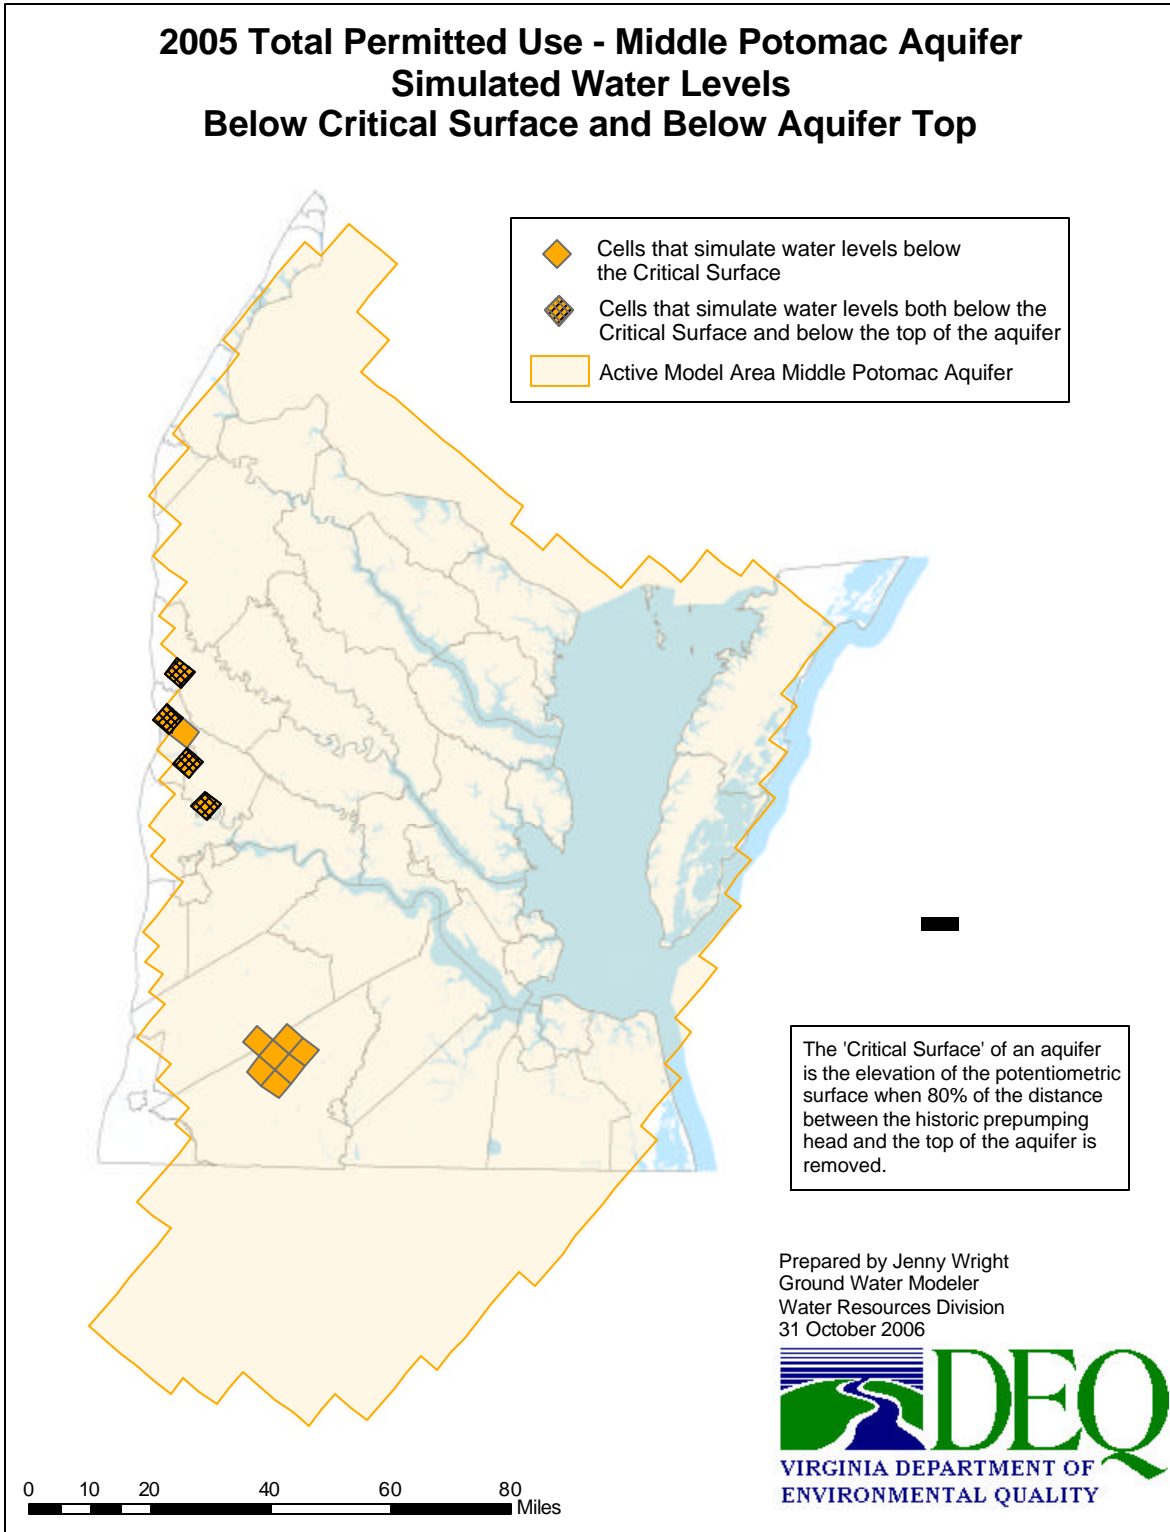 2005 Total Permitted Use - Middle Potomac Aquifer
Simulated Water Levels
Below Critical Surface and Below Aquifer Top
Cells that simulate water levels below
the Critical Surface
Cells that simulate water levels both below the
Critical Surface and below the top of the aquifer
Active Model Area Middle Potomac Aquifer
The 'Critical Surface' of an aquifer
is the elevation of the potentiometric
surface when 80% of the distance
between the historic prepumping
head and the top of the aquifer is
removed.
Prepared by Jenny Wright
Ground Water Modeler
Water Resources Division
31 October 2006
DEQ
VIRGINIA DEPARTMENT OF
ENVIRONMENTAL QUALITY
0 10 20 40 60 80
Miles